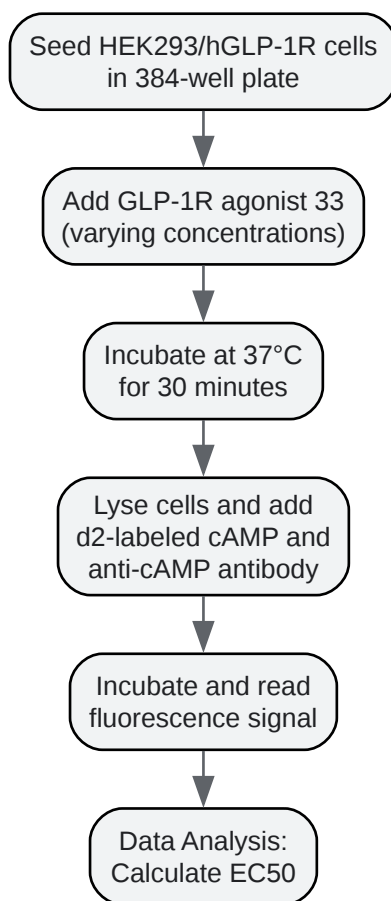 Seed HEK293/hGLP-1R cells
in 384-well plate
Add GLP-1R agonist 33
(varying concentrations)
Incubate at 37°C
for 30 minutes
Lyse cells and add
d2-labeled cAMP and
anti-cAMP antibody
Incubate and read
fluorescence signal
Data Analysis:
Calculate EC50